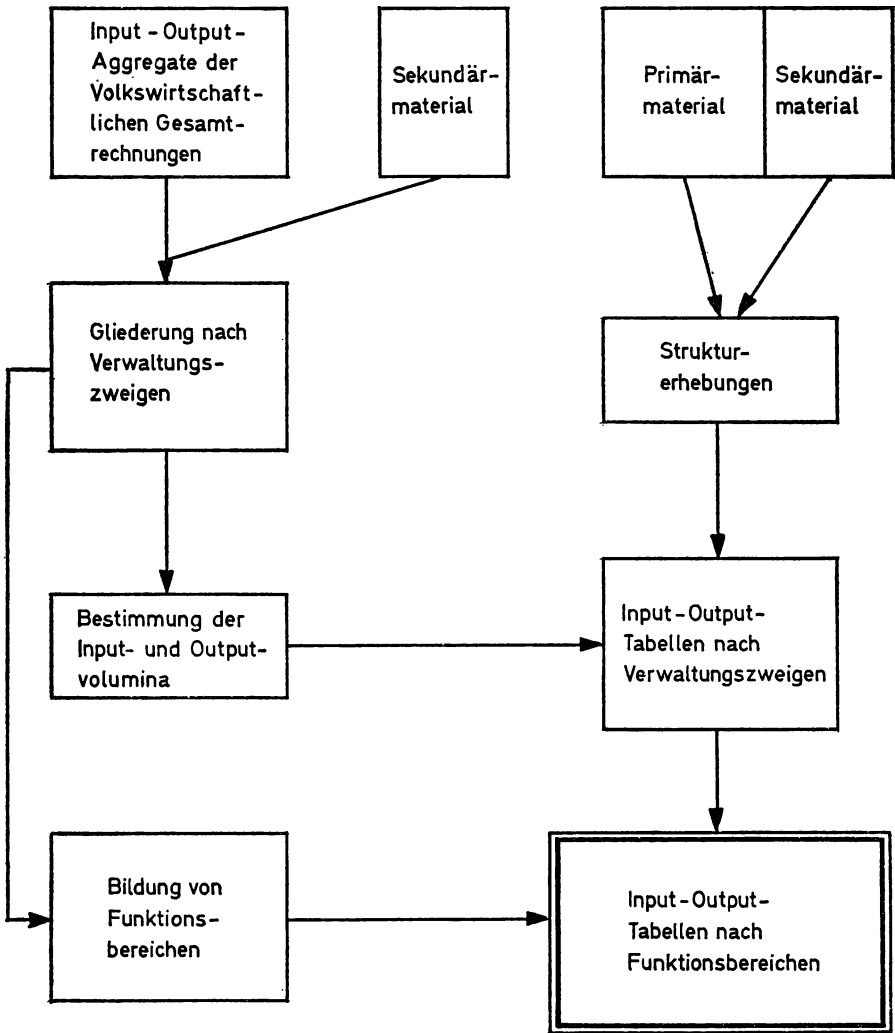 Input - Output -
Aggregate der
Volkswirtschaft -
lichen Gesamt -
rechnungen
Sekundär -
material
Primär -
material
Sekundär -
material
Gliederung nach
Verwaltungs -
zweigen
Struktur -
erhebungen
Bestimmung der
Input - und Output -
volumina
Input - Output -
Tabellen nach
Verwaltungszweigen
Bildung von
Funktions -
bereichen
Input - Output -
Tabellen nach
Funktionsbereichen